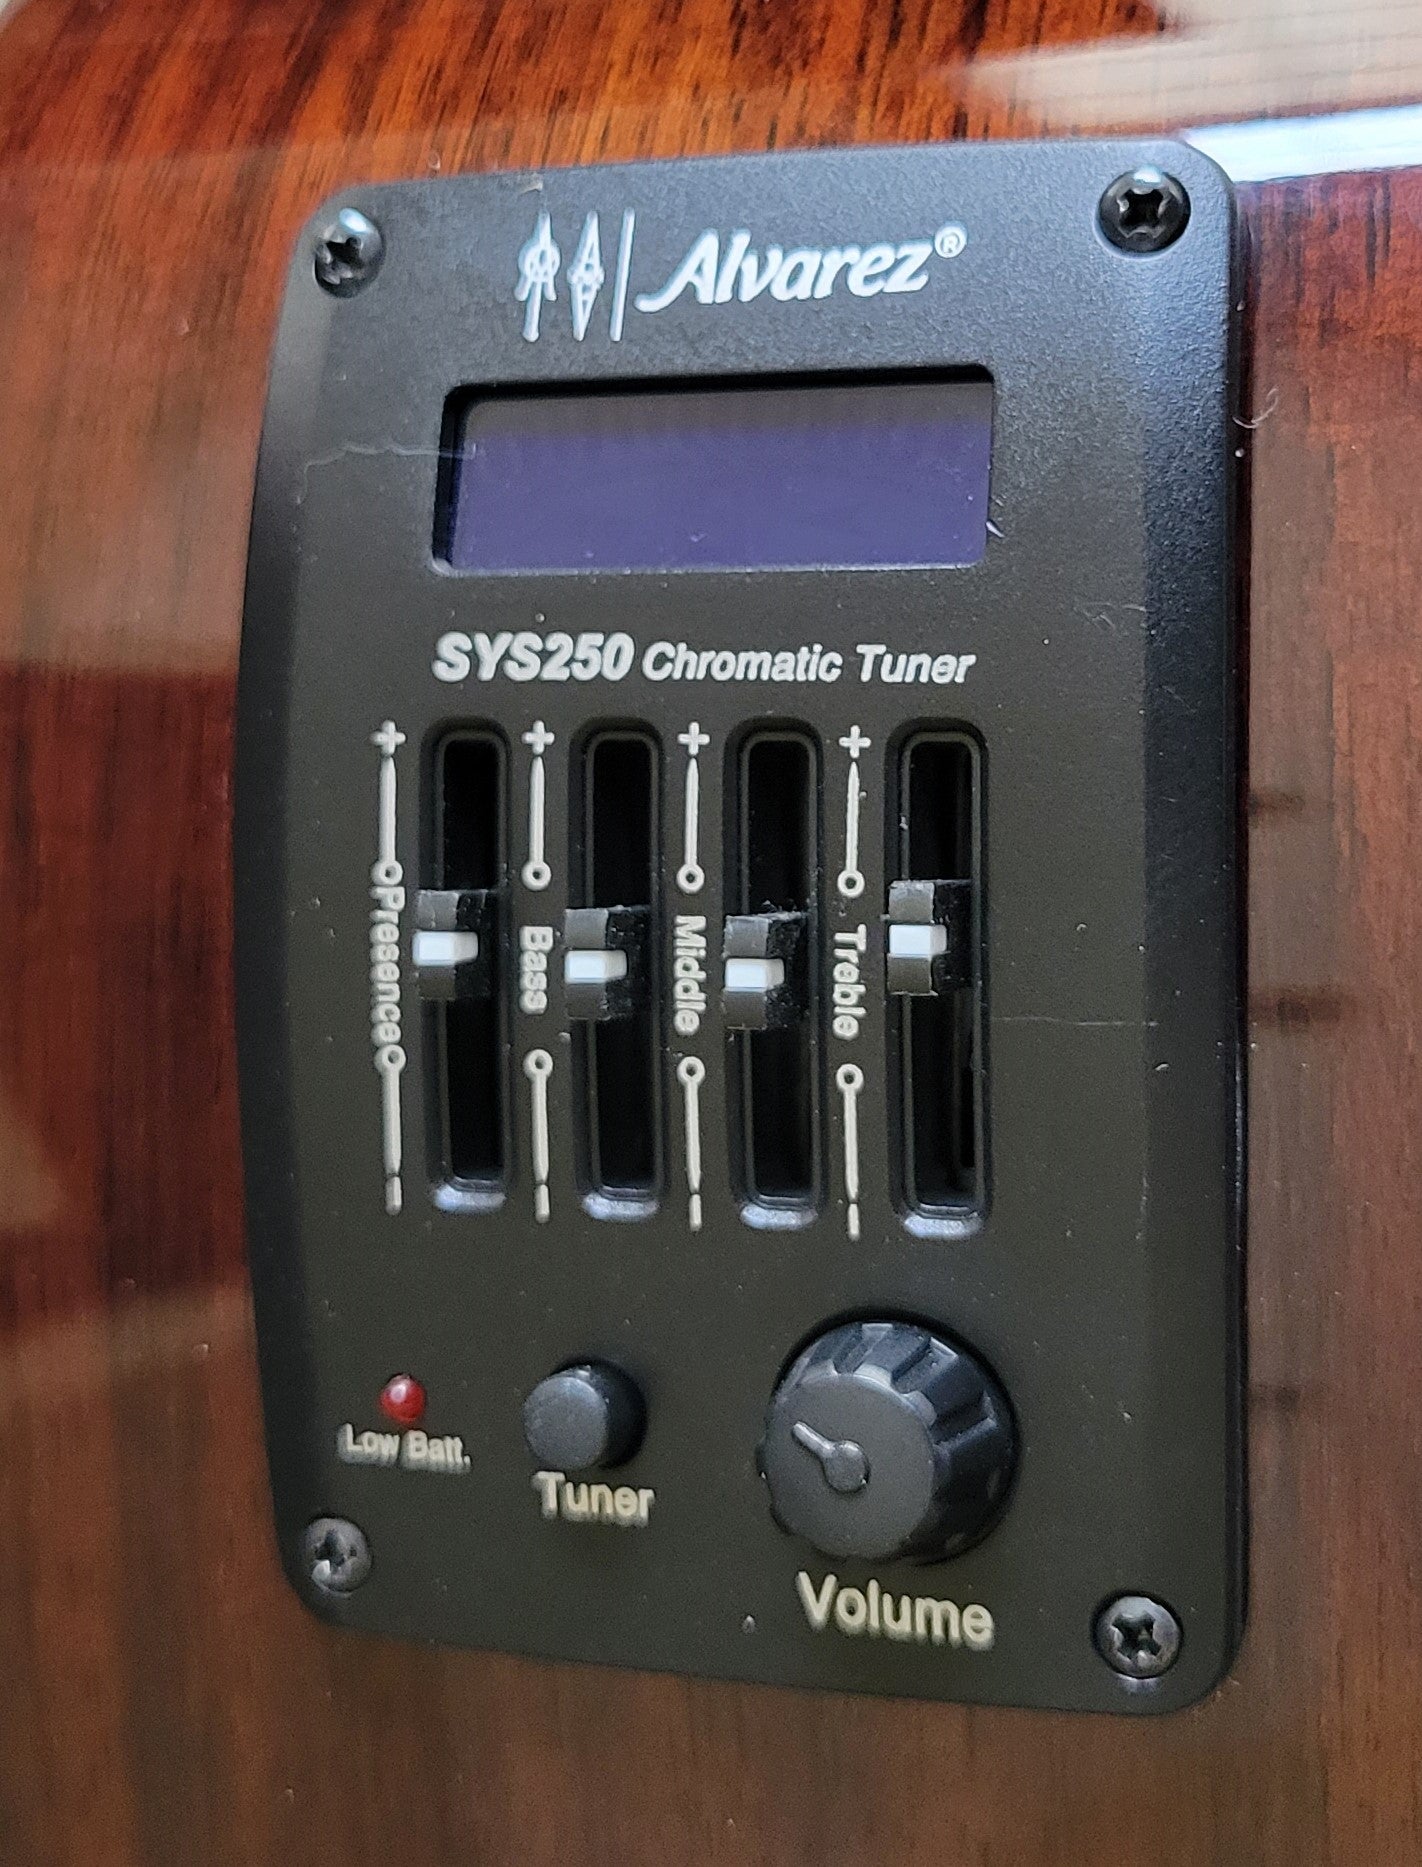 Alvarez®
SYS250 Chromatic Tuner
+ + + +
Presence Bass Middle Treble
- - - -
Low Batt.
Tuner
Volume